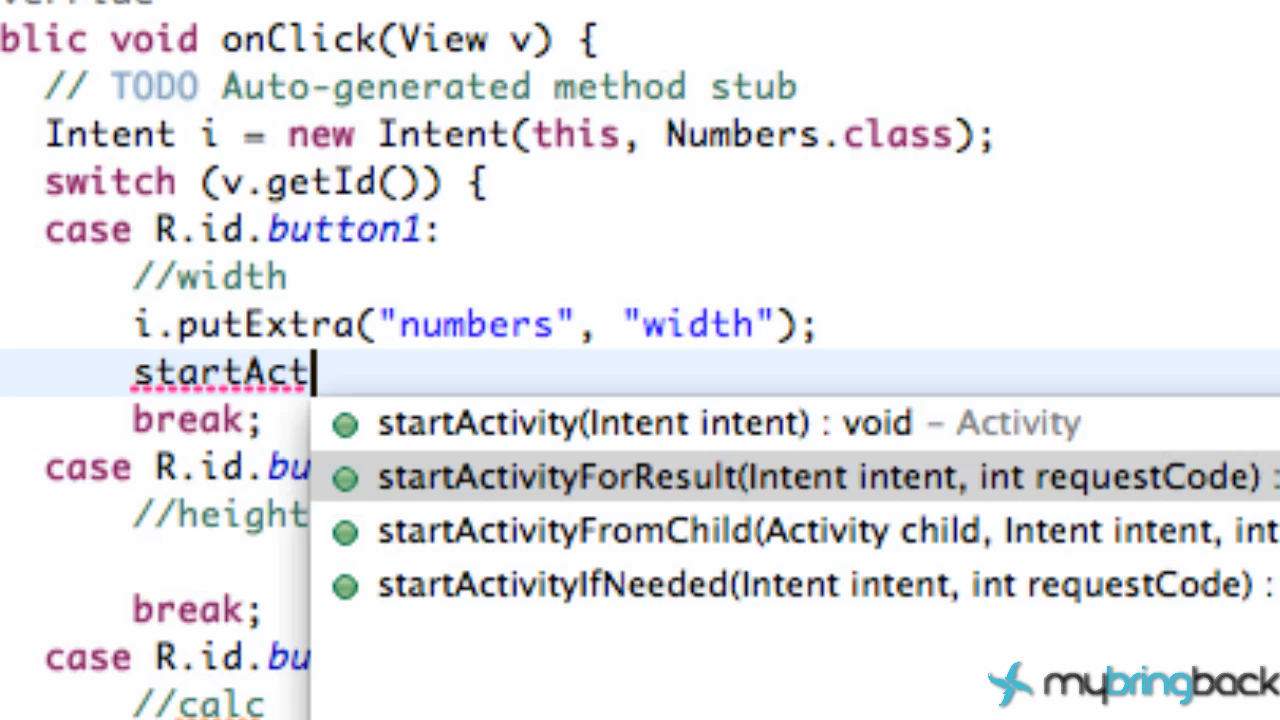 blic void onClick(View v) {
// TODO Auto-generated method stub
Intent i = new Intent(this, Numbers.class);
switch (v.getId()) {
case R.id.button1:
//width
i.putExtra("numbers", "width");
startAct
break;
startActivity(Intent intent) : void - Activity
case R.id.bu
startActivityForResult(Intent intent, int requestCode) :
//height
startActivityFromChild(Activity child, Intent intent, int
startActivityIfNeeded(Intent intent, int requestCode) :
break;
case R.id.bu
//calc
mybringback